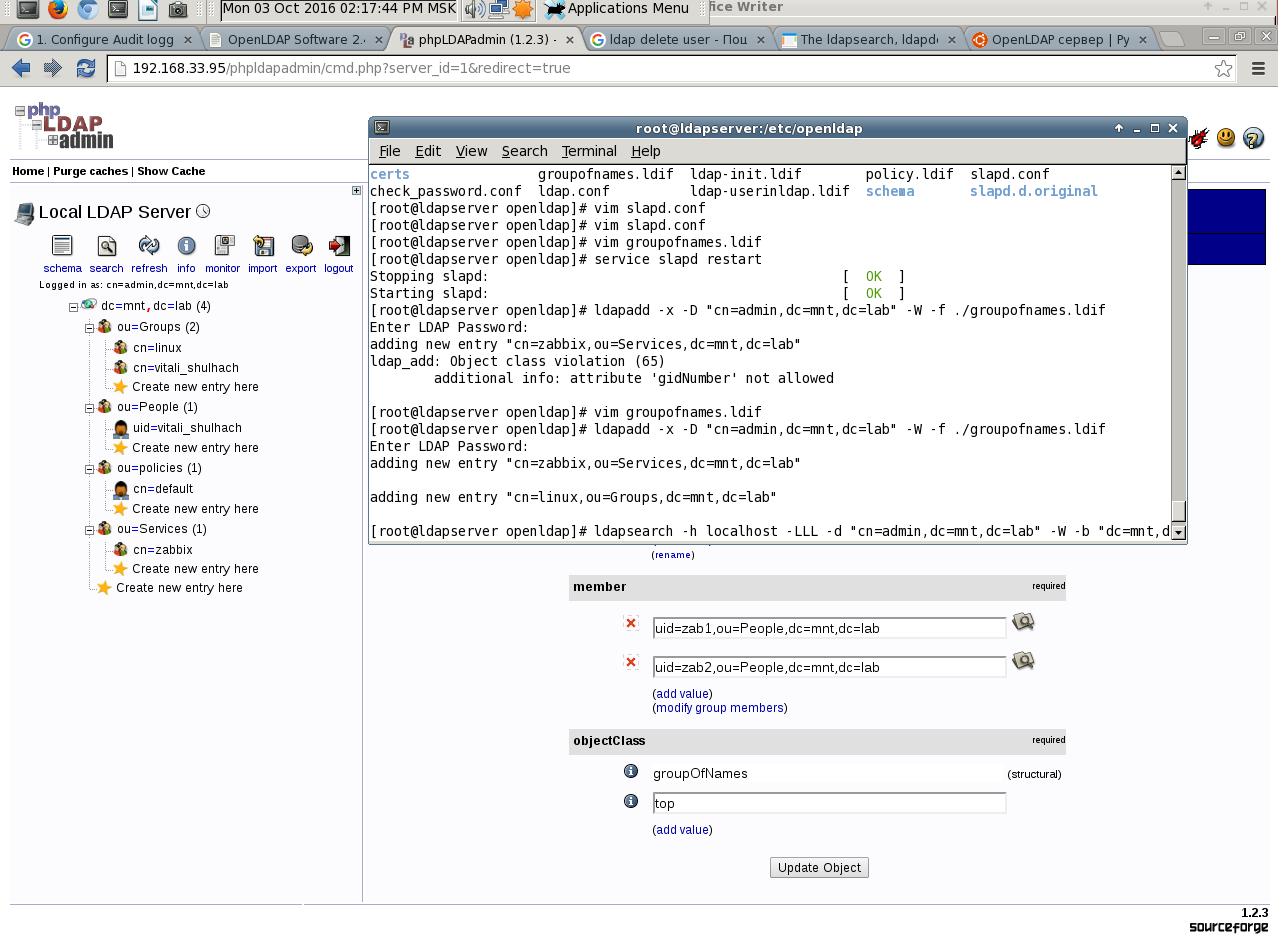 Mon 03 Oct 2016 02:17:44 PM MSK
Applications Menu
fice Writer
1. Configure Audit logg
OpenLDAP Software 2.
phpLDAPadmin (1.2.3) -
ldap delete user - Пош
The ldapsearch, ldapde
OpenLDAP сервер | Ру
192.168.33.95/phpldapadmin/cmd.php?server_id=1&redirect=true
php
LDAP
admin
Home | Purge caches | Show Cache
Local LDAP Server
schema search refresh info monitor import export logout
Logged in as: cn=admin,dc=mnt,dc=lab
dc=mnt,dc=lab (4)
ou=Groups (2)
cn=linux
cn=vitali_shulhach
Create new entry here
ou=People (1)
uid=vitali_shulhach
Create new entry here
ou=policies (1)
cn=default
Create new entry here
ou=Services (1)
cn=zabbix
Create new entry here
Create new entry here
root@ldapserver:/etc/openldap
File Edit View Search Terminal Help
certs groupofnames.ldif ldap-init.ldif policy.ldif slapd.conf
check_password.conf ldap.conf ldap-userinldap.ldif schema slapd.d.original
[root@ldapserver openldap]# vim slapd.conf
[root@ldapserver openldap]# vim slapd.conf
[root@ldapserver openldap]# vim groupofnames.ldif
[root@ldapserver openldap]# service slapd restart
Stopping slapd: [ OK ]
Starting slapd: [ OK ]
[root@ldapserver openldap]# ldapadd -x -D "cn=admin,dc=mnt,dc=lab" -W -f ./groupofnames.ldif
Enter LDAP Password:
adding new entry "cn=zabbix,ou=Services,dc=mnt,dc=lab"
ldap_add: Object class violation (65)
additional info: attribute 'gidNumber' not allowed
[root@ldapserver openldap]# vim groupofnames.ldif
[root@ldapserver openldap]# ldapadd -x -D "cn=admin,dc=mnt,dc=lab" -W -f ./groupofnames.ldif
Enter LDAP Password:
adding new entry "cn=zabbix,ou=Services,dc=mnt,dc=lab"
adding new entry "cn=linux,ou=Groups,dc=mnt,dc=lab"
[root@ldapserver openldap]# ldapsearch -h localhost -LLL -d "cn=admin,dc=mnt,dc=lab" -W -b "dc=mnt,d
(rename)
member required
uid=zab1,ou=People,dc=mnt,dc=lab
uid=zab2,ou=People,dc=mnt,dc=lab
(add value)
(modify group members)
objectClass required
groupOfNames (structural)
top
(add value)
Update Object
1.2.3
sourceforge